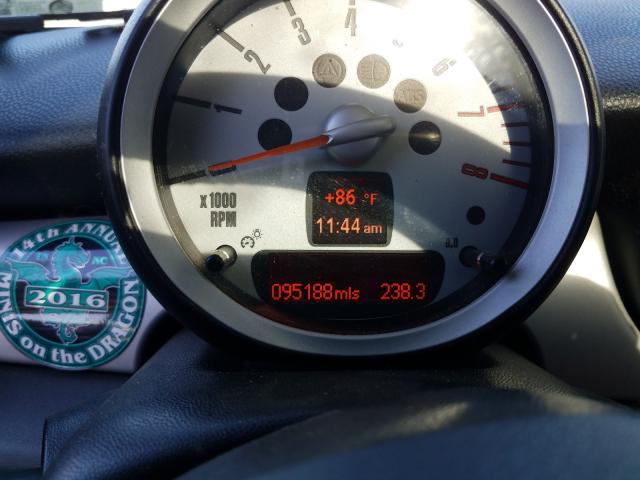 1
2
3
4
6
7
8
x1000
RPM
+86 °F
11:44 am
095188mls 238.3
14th ANNUAL
NC
2016
MINIS on the DRAGON